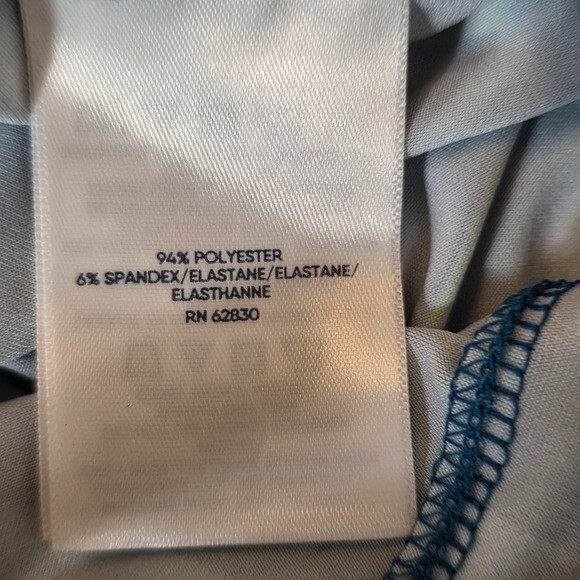 94% POLYESTER
6% SPANDEX/ELASTANE/ELASTANE/
ELASTHANNE
RN 62830